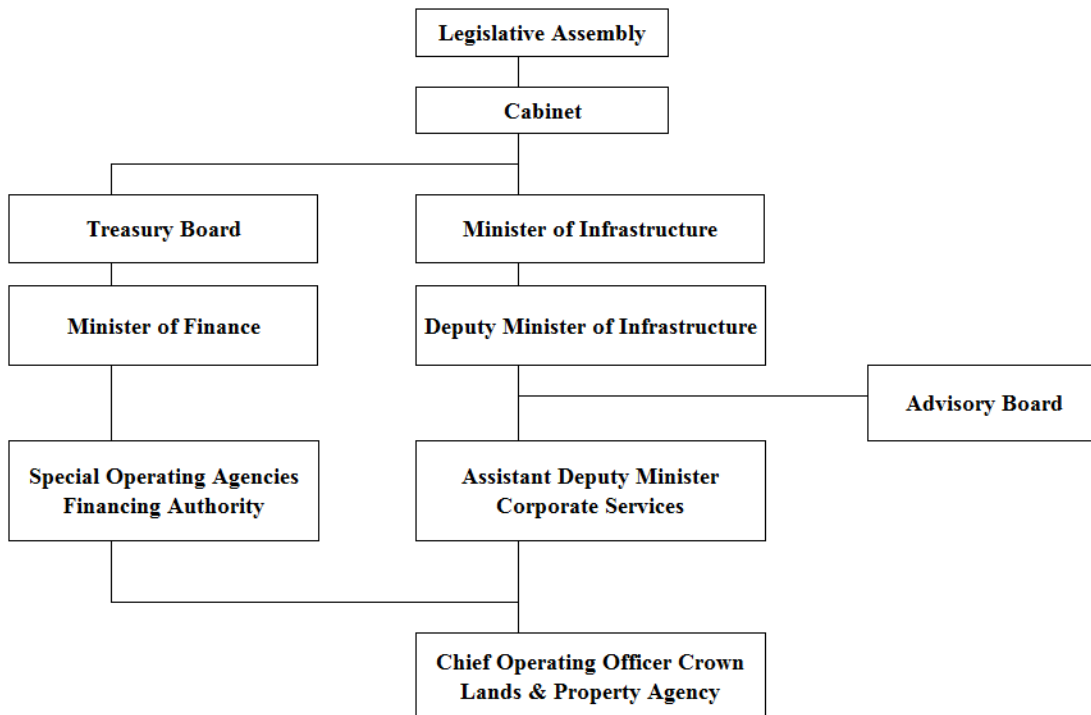 Legislative Assembly
Cabinet
Treasury Board
Minister of Infrastructure
Minister of Finance
Deputy Minister of Infrastructure
Advisory Board
Special Operating Agencies
Financing Authority
Assistant Deputy Minister
Corporate Services
Chief Operating Officer Crown
Lands & Property Agency